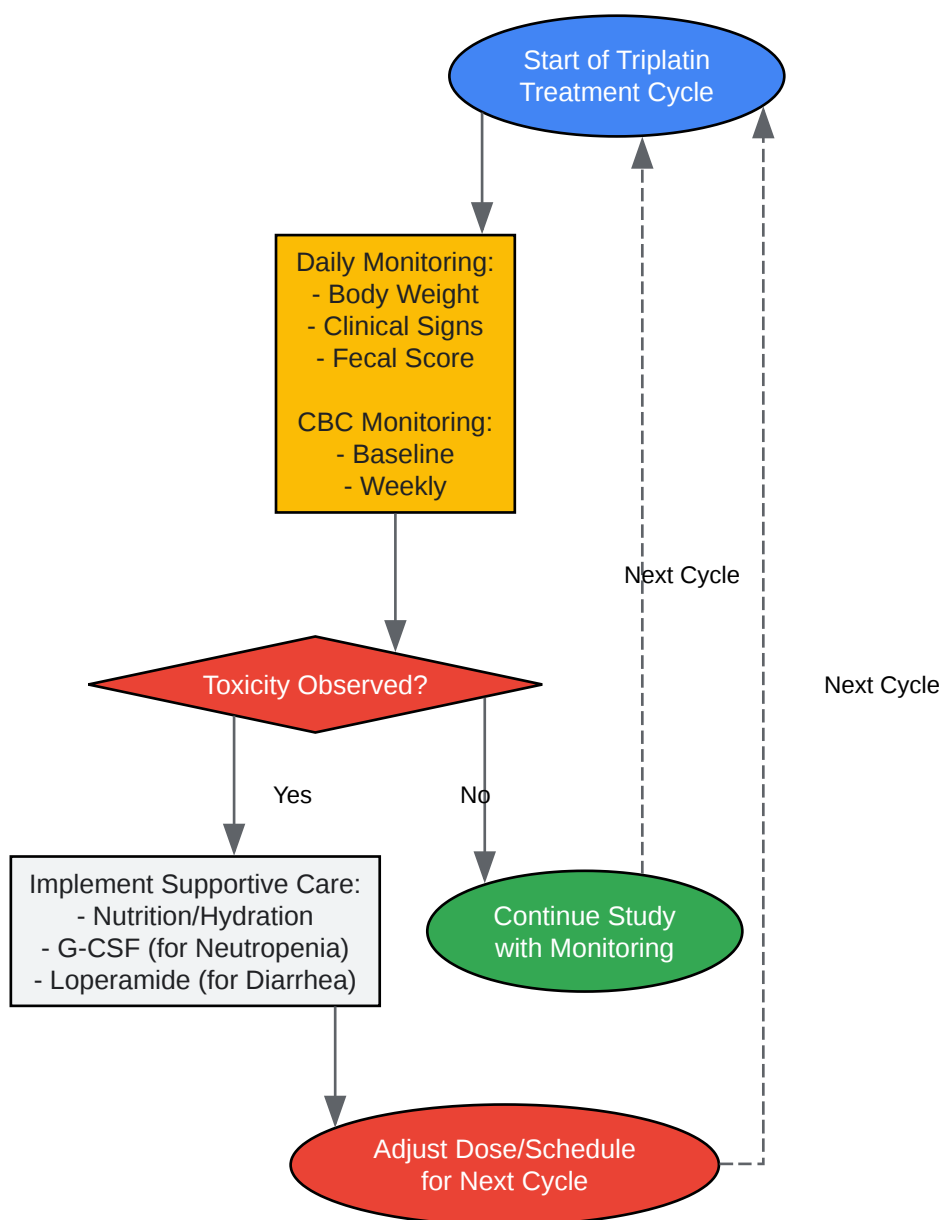 Start of Triplatin
Treatment Cycle
Daily Monitoring:
- Body Weight
- Clinical Signs
- Fecal Score
CBC Monitoring:
- Baseline
- Weekly
Next Cycle
Toxicity Observed?
Next Cycle
Yes
No
Implement Supportive Care:
- Nutrition/Hydration
- G-CSF (for Neutropenia)
- Loperamide (for Diarrhea)
Continue Study
with Monitoring
Adjust Dose/Schedule
for Next Cycle